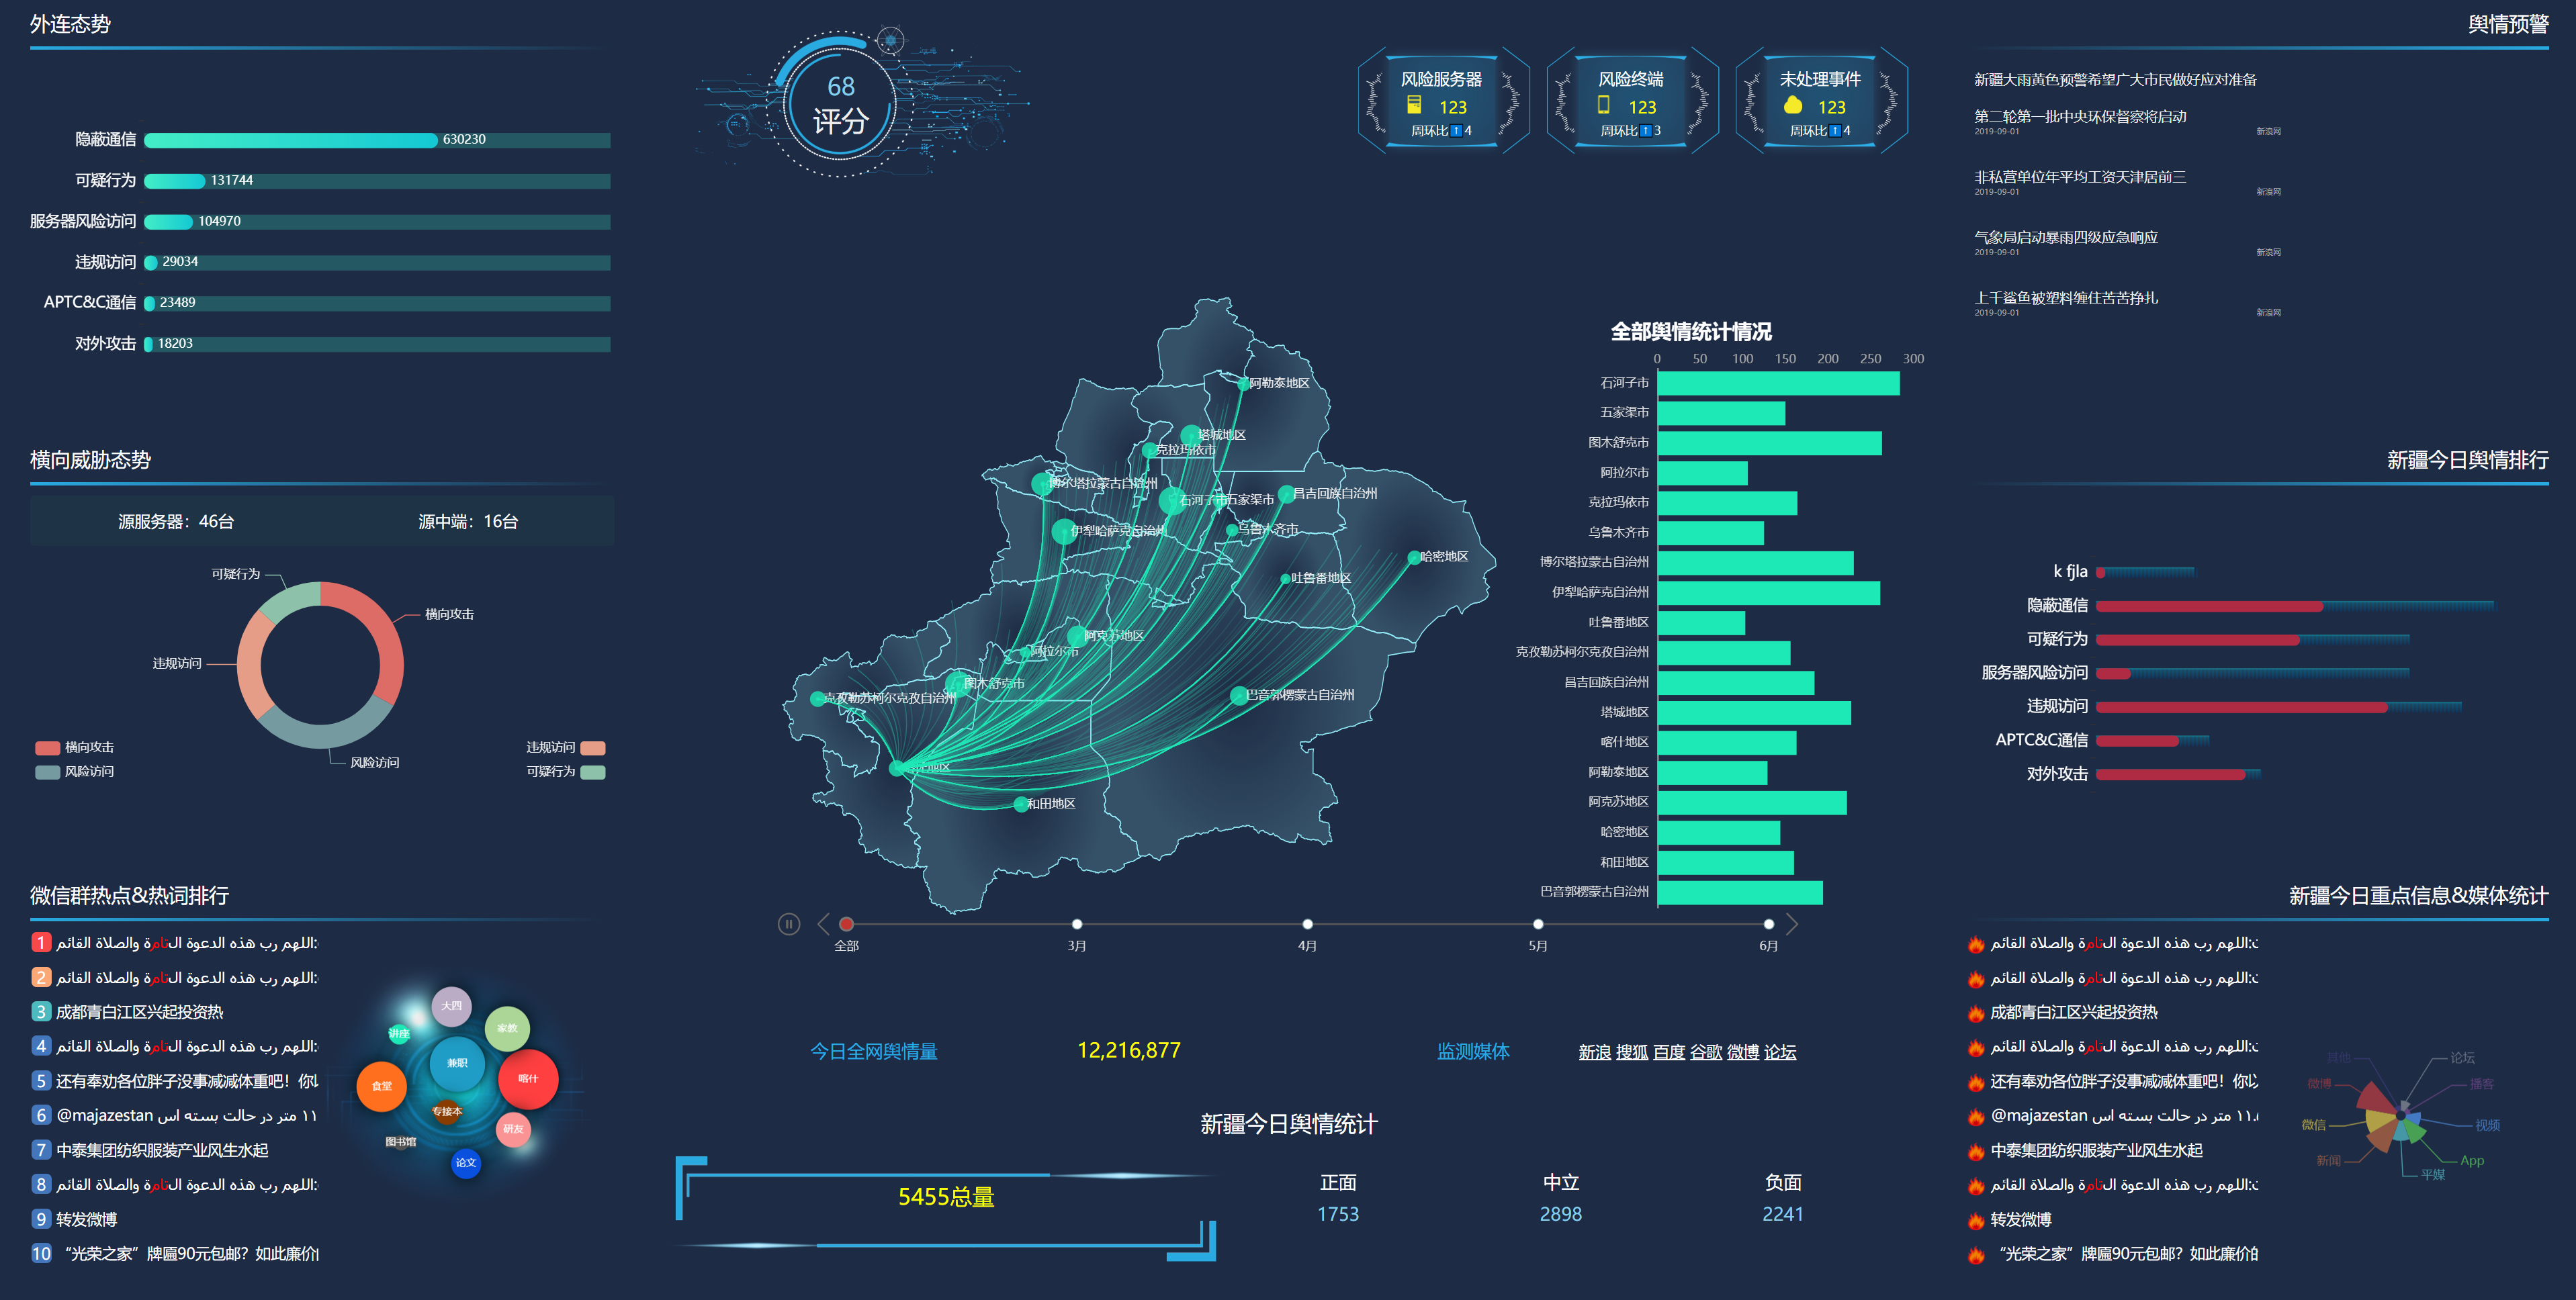 外连态势
隐蔽通信 630230
可疑行为 131744
服务器风险访问 104970
违规访问 29034
APTC&C通信 23489
对外攻击 18203
横向威胁态势
源服务器：46台 源中端：16台
可疑行为
横向攻击
违规访问
风险访问
横向攻击 违规访问
风险访问 可疑行为
微信群热点&热词排行
1 اللهم رب هذه الدعوة التامرة والصلاة القائم:
2 اللهم رب هذه الدعوة التامرة والصلاة القائم:
3 成都青白江区兴起投资热
4 اللهم رب هذه الدعوة التامرة والصلاة القائم:
5 还有奉劝各位胖子没事减减体重吧！你
6 @majazestan ١١ متر در حالت بسته اس
7 中泰集团纺织服装产业风生水起
8 اللهم رب هذه الدعوة التامرة والصلاة القائم:
9 转发微博
10 “光荣之家”牌匾90元包邮？如此廉价
大四
家教
讲座
兼职
喀什
食堂
专接本
研友
图书馆
论文
68
评分
风险服务器 风险终端 未处理事件
123 123 123
周环比↑4 周环比↑3 周环比↑4
阿勒泰地区
塔城地区
克拉玛依市
博尔塔拉蒙古自治州
石河子市
五家渠市
昌吉回族自治州
伊犁哈萨克自治州
乌鲁木齐市
哈密地区
吐鲁番地区
阿克苏地区
阿拉尔市
图木舒克市
克孜勒苏柯尔克孜自治州
巴音郭楞蒙古自治州
地区
和田地区
全部舆情统计情况
0 50 100 150 200 250 300
石河子市
五家渠市
图木舒克市
阿拉尔市
克拉玛依市
乌鲁木齐市
博尔塔拉蒙古自治州
伊犁哈萨克自治州
吐鲁番地区
克孜勒苏柯尔克孜自治州
昌吉回族自治州
塔城地区
喀什地区
阿勒泰地区
阿克苏地区
哈密地区
和田地区
巴音郭楞蒙古自治州
全部 3月 4月 5月 6月
今日全网舆情量 12,216,877 监测媒体 新浪 搜狐 百度 谷歌 微博 论坛
新疆今日舆情统计
5455总量
正面 中立 负面
1753 2898 2241
舆情预警
新疆大雨黄色预警希望广大市民做好应对准备
第二轮第一批中央环保督察将启动
2019-09-01 新浪网
非私营单位年平均工资天津居前三
2019-09-01 新浪网
气象局启动暴雨四级应急响应
2019-09-01 新浪网
上千鲨鱼被塑料缠住苦苦挣扎
2019-09-01 新浪网
新疆今日舆情排行
k fjla
隐蔽通信
可疑行为
服务器风险访问
违规访问
APTC&C通信
对外攻击
新疆今日重点信息&媒体统计
اللهم رب هذه الدعوة التامرة والصلاة القائم:ت
اللهم رب هذه الدعوة التامرة والصلاة القائم:ت
成都青白江区兴起投资热
اللهم رب هذه الدعوة التامرة والصلاة القائم:ت
还有奉劝各位胖子没事减减体重吧！你以
@majazestan ١١.٥ متر در حالت بسته اس
中泰集团纺织服装产业风生水起
اللهم رب هذه الدعوة التامرة والصلاة القائم:ت
转发微博
“光荣之家”牌匾90元包邮？如此廉价的
其他
论坛
微博
播客
微信
视频
新闻
App
平媒